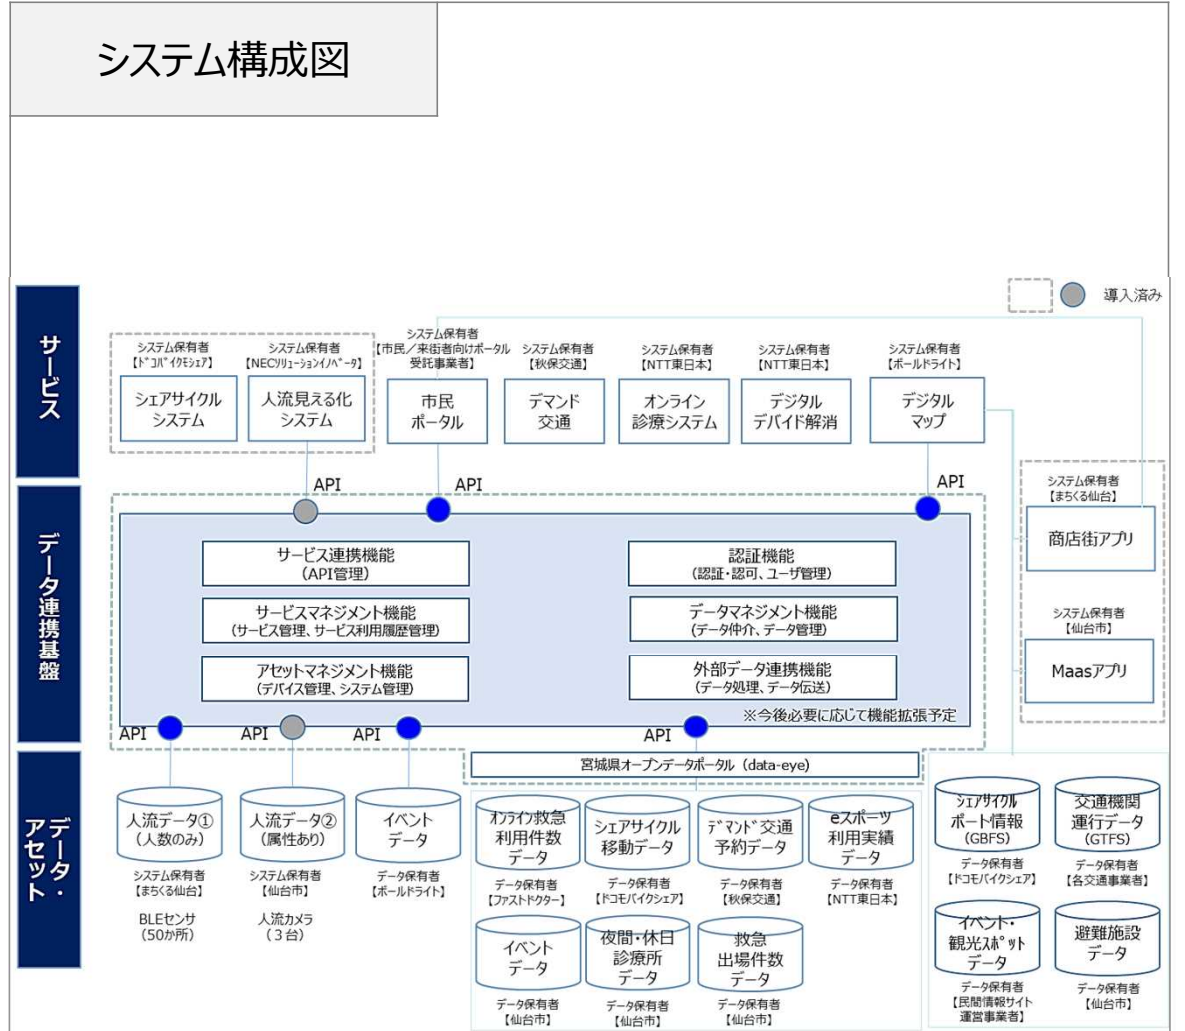 システム構成図
導入済み
サービス
システム保有者
【ﾄﾞｺﾓﾊﾞｲｸｼｪｱ】
シェアサイクル
システム
システム保有者
【NECｿﾘｭｰｼｮﾝｲﾉﾍﾞｰﾀ】
人流見える化
システム
システム保有者
【市民／来街者向けポータル
受託事業者】
市民
ポータル
システム保有者
【秋保交通】
デマンド
交通
システム保有者
【NTT東日本】
オンライン
診療システム
システム保有者
【NTT東日本】
デジタル
デバイド解消
システム保有者
【ボールドライト】
デジタル
マップ
API
API
API
システム保有者
【まちくる仙台】
商店街アプリ
システム保有者
【仙台市】
Maasアプリ
データ連携基盤
サービス連携機能
（API管理）
認証機能
（認証・認可、ユーザ管理）
サービスマネジメント機能
（サービス管理、サービス利用履歴管理）
データマネジメント機能
（データ仲介、データ管理）
アセットマネジメント機能
（デバイス管理、システム管理）
外部データ連携機能
（データ処理、データ伝送）
※今後必要に応じて機能拡張予定
API
API
API
API
宮城県オープンデータポータル（data-eye）
データ・
アセット
人流データ①
（人数のみ）
システム保有者
【まちくる仙台】
BLEセンサ
（50か所）
人流データ②
（属性あり）
システム保有者
【仙台市】
人流カメラ
（３台）
イベント
データ
データ保有者
【ボールドライト】
ｵﾝﾗｲﾝ救急
利用件数
データ
データ保有者
【ファストドクター】
シェアサイクル
移動データ
データ保有者
【ドコモバイクシェア】
ﾃﾞﾏﾝﾄﾞ交通
予約データ
データ保有者
【秋保交通】
eスポーツ
利用実績
データ
データ保有者
【NTT東日本】
イベント
データ
データ保有者
【仙台市】
夜間・休日
診療所
データ
データ保有者
【仙台市】
救急
出場件数
データ
データ保有者
【仙台市】
ｼｪｱｻｲｸﾙ
ポート情報
（GBFS）
データ保有者
【ドコモバイクシェア】
交通機関
運行データ
（GTFS）
データ保有者
【各交通事業者】
イベント・
観光ｽﾎﾟｯﾄ
データ
データ保有者
【民間情報サイト
運営事業者】
避難施設
データ
データ保有者
【仙台市】